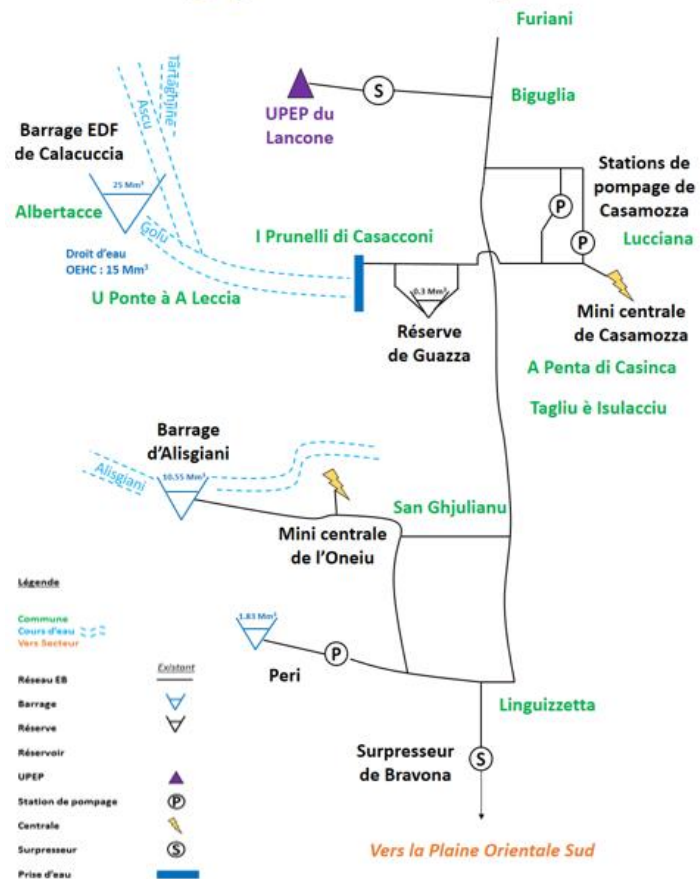 Furiani
Tartaghjine
Ascu
Biguglia
S
UPEP du
Lancone
Barrage EDF
de Calacuccia
25 Mm³
Albertacce
Golu
Droit d'eau
OEHC : 15 Mm³
U Ponte à A Leccia
I Prunelli di Casacconi
0.3 Mm³
Réserve
de Guazza
Stations de
pompage de
Casamozza
P
P
Lucciana
Mini centrale
de Casamozza
A Penta di Casinca
Tagliu è Isulacciu
Barrage
d'Alisgiani
Alisgiani
10.55 Mm³
San Ghjulianu
Mini centrale
de l'Oneiu
1.83 Mm³
P
Peri
Linguizzetta
Surpresseur
de Bravona
S
Vers la Plaine Orientale Sud
Légende
Commune
Cours d'eau
Vers Secteur
Existant
Réseau EB
Barrage
Réserve
Réservoir
UPEP
Station de pompage P
Centrale
Surpresseur S
Prise d'eau